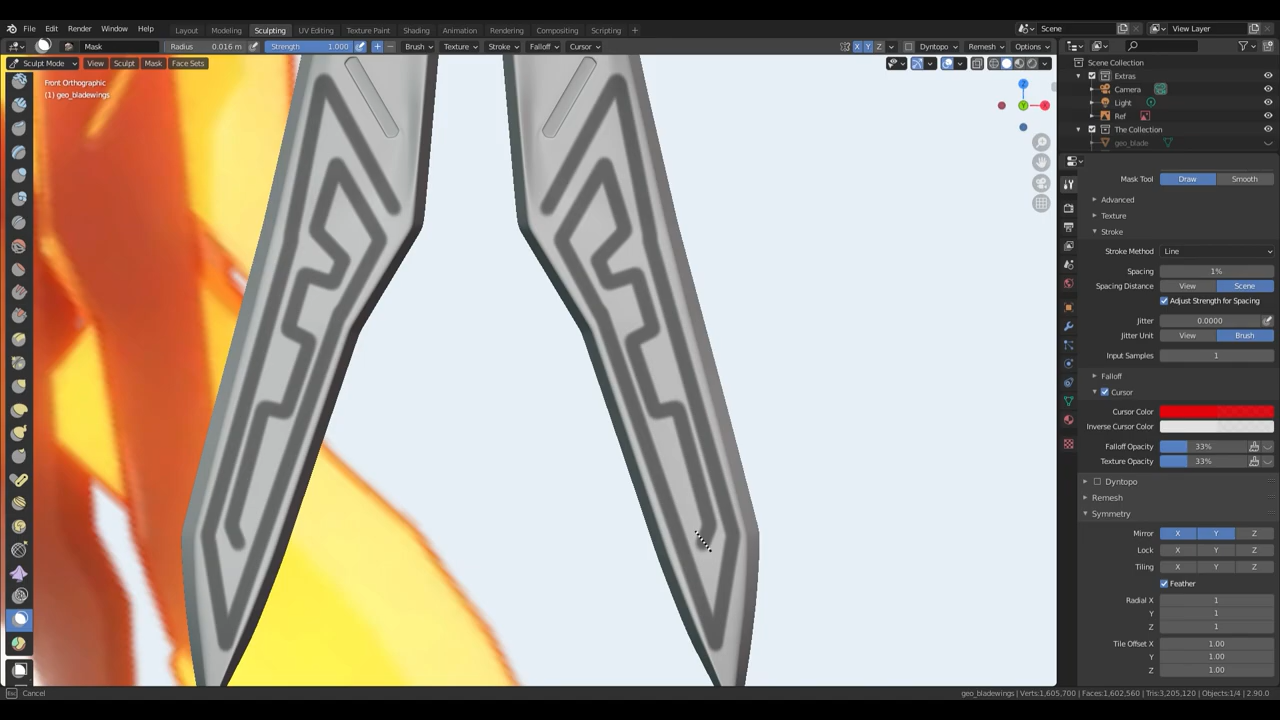 File Edit Render Window Help Layout Modeling Sculpting UV Editing Texture Paint Shading Animation Rendering Compositing Scripting + Scene View Layer
Mask Radius 0.016 m Strength 1.000 + − Brush Texture Stroke Falloff Cursor X Y Z Dyntopo Remesh Options
Sculpt Mode View Sculpt Mask Face Sets
Front Orthographic
(1) geo_bladewings
Z
Y
X
Scene Collection
Extras
Camera
Light
Ref
The Collection
geo_blade
Mask Tool Draw Smooth
Advanced
Texture
Stroke
Stroke Method Line
Spacing 1%
Spacing Distance View Scene
Adjust Strength for Spacing
Jitter 0.0000
Jitter Unit View Brush
Input Samples 1
Falloff
Cursor
Cursor Color
Inverse Cursor Color
Falloff Opacity 33%
Texture Opacity 33%
Dyntopo
Remesh
Symmetry
Mirror X Y Z
Lock X Y Z
Tiling X Y Z
Feather
Radial X 1
Y 1
Z 1
Tile Offset X 1.00
Y 1.00
Z 1.00
Esc Cancel
geo_bladewings | Verts:1,605,700 | Faces:1,602,560 | Tris:3,205,120 | Objects:1/4 | 2.90.0